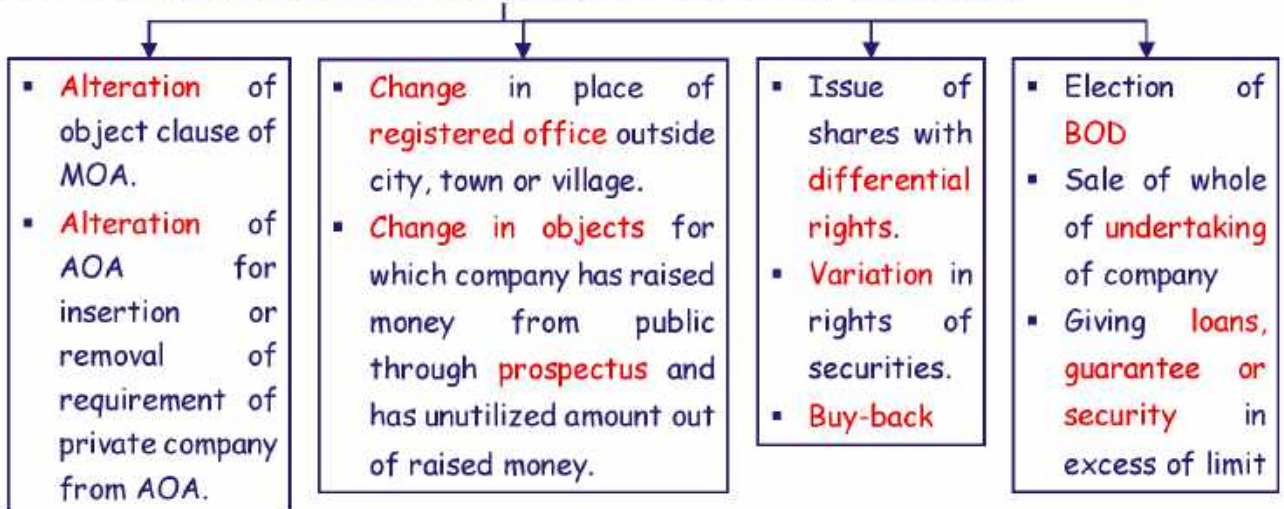 ▪ Alteration of
object clause of
MOA.
▪ Alteration of
AOA for
insertion or
removal of
requirement of
private company
from AOA.
▪ Change in place of
registered office outside
city, town or village.
▪ Change in objects for
which company has raised
money from public
through prospectus and
has unutilized amount out
of raised money.
▪ Issue of
shares with
differential
rights.
▪ Variation in
rights of
securities.
▪ Buy-back
▪ Election of
BOD
▪ Sale of whole
of undertaking
of company
▪ Giving loans,
guarantee or
security in
excess of limit